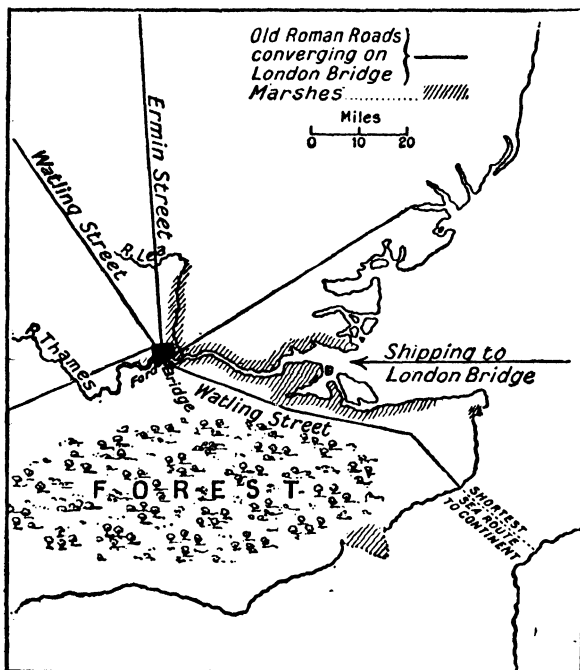 Old Roman Roads
converging on
London Bridge
Marshes
Miles
0 10 20
Ermin Street
Watling Street
R. Lea
R. Thames
Ford
Bridge
Shipping to
London Bridge
Watling Street
FOREST
SHORTEST
SEA ROUTE
TO CONTINENT